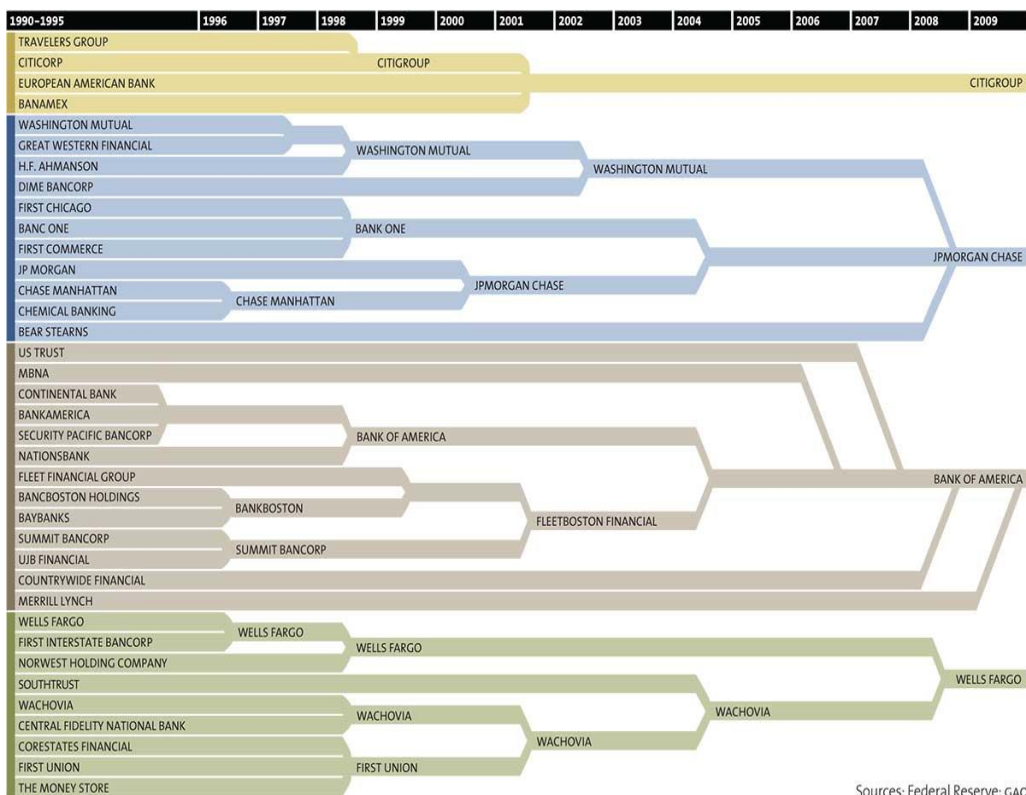 1990–1995 1996 1997 1998 1999 2000 2001 2002 2003 2004 2005 2006 2007 2008 2009
TRAVELERS GROUP
CITICORP CITIGROUP
EUROPEAN AMERICAN BANK CITIGROUP
BANAMEX
WASHINGTON MUTUAL
GREAT WESTERN FINANCIAL WASHINGTON MUTUAL
H.F. AHMANSON WASHINGTON MUTUAL
DIME BANCORP
FIRST CHICAGO
BANC ONE BANK ONE
FIRST COMMERCE JPMORGAN CHASE
JP MORGAN
CHASE MANHATTAN JPMORGAN CHASE
CHASE MANHATTAN
CHEMICAL BANKING
BEAR STEARNS
US TRUST
MBNA
CONTINENTAL BANK
BANKAMERICA
SECURITY PACIFIC BANCORP BANK OF AMERICA
NATIONSBANK
FLEET FINANCIAL GROUP BANK OF AMERICA
BANCBOSTON HOLDINGS
BANKBOSTON
BAYBANKS FLEETBOSTON FINANCIAL
SUMMIT BANCORP
SUMMIT BANCORP
UJB FINANCIAL
COUNTRYWIDE FINANCIAL
MERRILL LYNCH
WELLS FARGO
WELLS FARGO
FIRST INTERSTATE BANCORP WELLS FARGO
NORWEST HOLDING COMPANY
WELLS FARGO
SOUTHTRUST
WACHOVIA
WACHOVIA WACHOVIA
CENTRAL FIDELITY NATIONAL BANK
CORESTATES FINANCIAL WACHOVIA
FIRST UNION FIRST UNION
THE MONEY STORE
Sources: Federal Reserve; GAO